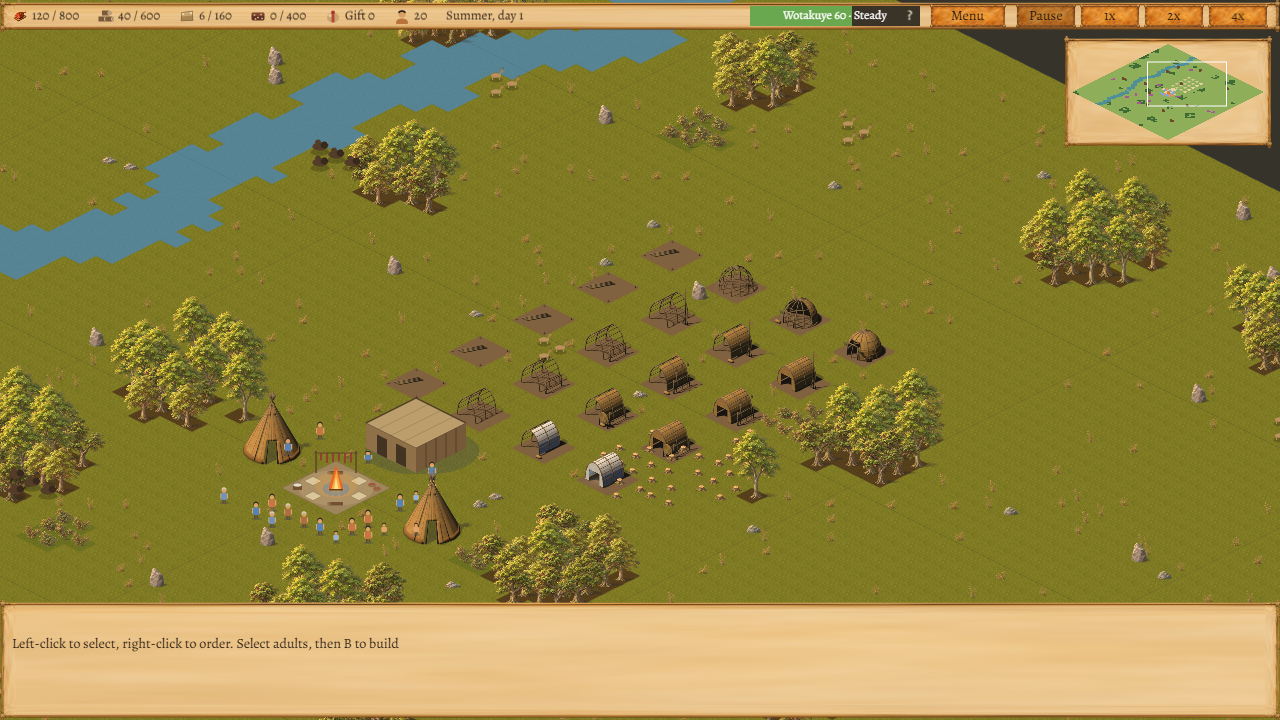 120 / 800 40 / 600 6 / 160 0 / 400 Gift 0 20 Summer, day 1 Wotakuye 60 - Steady ? Menu Pause 1x 2x 4x
Left-click to select, right-click to order. Select adults, then B to build